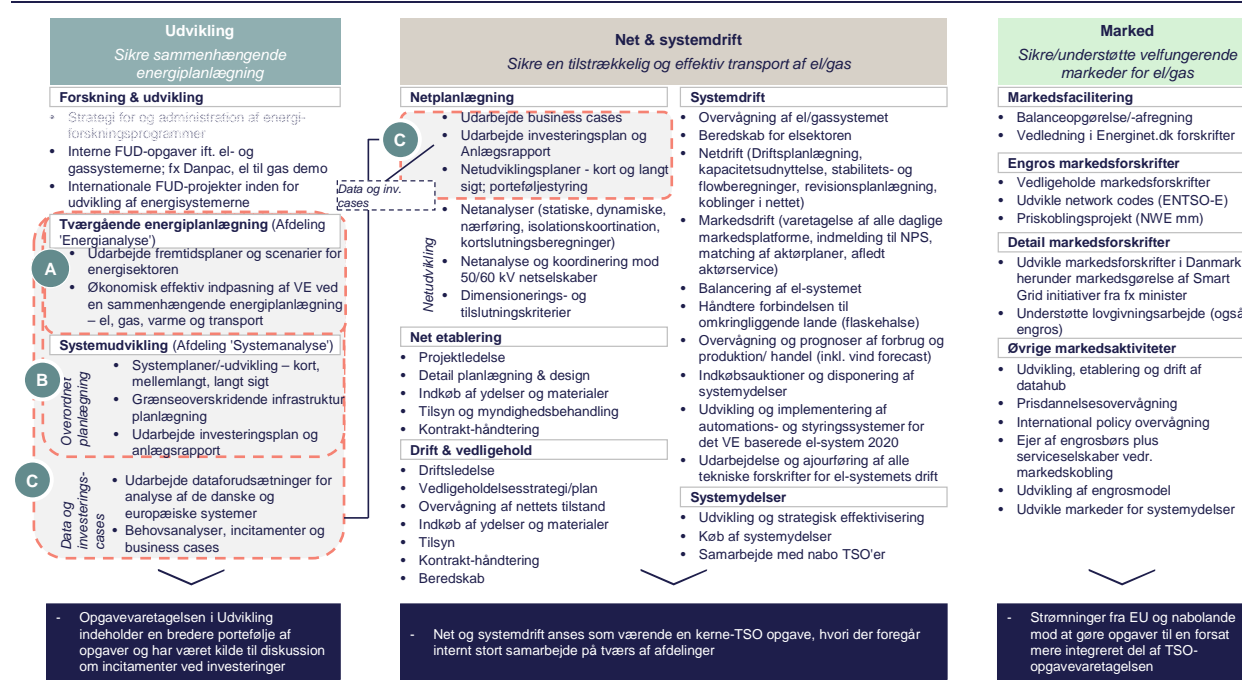 Udvikling
Sikre sammenhængende
energiplanlægning
Forskning & udvikling
• Strategi for og administration af energi-
forskningsprogrammer
• Interne FUD-opgaver ift. el- og
gassystemerne; fx Danpac, el til gas demo
• Internationale FUD-projekter inden for
udvikling af energisystemerne
Tværgående energiplanlægning (Afdeling
'Energianalyse')
A
• Udarbejde fremtidsplaner og scenarier for
energisektoren
• Økonomisk effektiv indpasning af VE ved
en sammenhængende energiplanlægning
– el, gas, varme og transport
Systemudvikling (Afdeling 'Systemanalyse')
B
Overordnet
planlægning
• Systemplaner/-udvikling – kort,
mellemlangt, langt sigt
• Grænseoverskridende infrastruktur
planlægning
• Udarbejde investeringsplan og
anlægsrapport
C
Data og
investerings-
cases
• Udarbejde dataforudsætninger for
analyse af de danske og
europæiske systemer
• Behovsanalyser, incitamenter og
business cases
- Opgavevaretagelsen i Udvikling
indeholder en bredere portefølje af
opgaver og har været kilde til diskussion
om incitamenter ved investeringer
Data og inv.
cases
Net & systemdrift
Sikre en tilstrækkelig og effektiv transport af el/gas
Netplanlægning
C
• Udarbejde business cases
• Udarbejde investeringsplan og
Anlægsrapport
• Netudviklingsplaner - kort og langt
sigt; porteføljestyring
Netudvikling
• Netanalyser (statiske, dynamiske,
nærføring, isolationskoortination,
kortslutningsberegninger)
• Netanalyse og koordinering mod
50/60 kV netselskaber
• Dimensionerings- og
tilslutningskriterier
Net etablering
• Projektledelse
• Detail planlægning & design
• Indkøb af ydelser og materialer
• Tilsyn og myndighedsbehandling
• Kontrakt-håndtering
Drift & vedligehold
• Driftsledelse
• Vedligeholdelsesstrategi/plan
• Overvågning af nettets tilstand
• Indkøb af ydelser og materialer
• Tilsyn
• Kontrakt-håndtering
• Beredskab
Systemdrift
• Overvågning af el/gassystemet
• Beredskab for elsektoren
• Netdrift (Driftsplanlægning,
kapacitetsudnyttelse, stabilitets- og
flowberegninger, revisionsplanlægning,
koblinger i nettet)
• Markedsdrift (varetagelse af alle daglige
markedsplatforme, indmelding til NPS,
matching af aktørplaner, afledt
aktørservice)
• Balancering af el-systemet
• Håndtere forbindelsen til
omkringliggende lande (flaskehalse)
• Overvågning og prognoser af forbrug og
produktion/ handel (inkl. vind forecast)
• Indkøbsauktioner og disponering af
systemydelser
• Udvikling og implementering af
automations- og styringssystemer for
det VE baserede el-system 2020
• Udarbejdelse og ajourføring af alle
tekniske forskrifter for el-systemets drift
Systemydelser
• Udvikling og strategisk effektivisering
• Køb af systemydelser
• Samarbejde med nabo TSO'er
- Net og systemdrift anses som værende en kerne-TSO opgave, hvori der foregår
internt stort samarbejde på tværs af afdelinger
Marked
Sikre/understøtte velfungerende
markeder for el/gas
Markedsfacilitering
• Balanceopgørelse/-afregning
• Vedledning i Energinet.dk forskrifter
Engros markedsforskrifter
• Vedligeholde markedsforskrifter
• Udvikle network codes (ENTSO-E)
• Priskoblingsprojekt (NWE mm)
Detail markedsforskrifter
• Udvikle markedsforskrifter i Danmark
herunder markedsgørelse af Smart
Grid initiativer fra fx minister
• Understøtte lovgivningsarbejde (også
engros)
Øvrige markedsaktiviteter
• Udvikling, etablering og drift af
datahub
• Prisdannelsesovervågning
• International policy overvågning
• Ejer af engrosbørs plus
serviceselskaber vedr.
markedskobling
• Udvikling af engrosmodel
• Udvikle markeder for systemydelser
- Strømninger fra EU og nabolande
mod at gøre opgaver til en forsat
mere integreret del af TSO-
opgavevaretagelsen